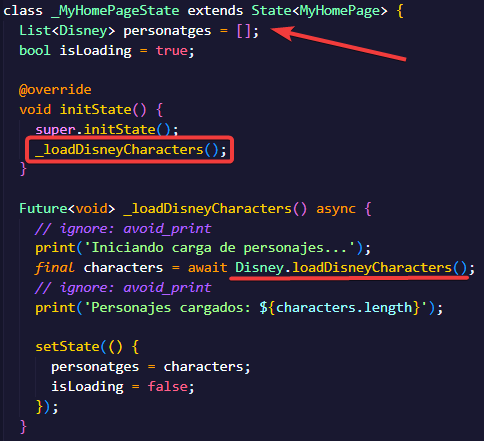 class _MyHomePageState extends State<MyHomePage> {
  List<Disney> personatges = [];
  bool isLoading = true;

  @override
  void initState() {
    super.initState();
    _loadDisneyCharacters();
  }

  Future<void> _loadDisneyCharacters() async {
    // ignore: avoid_print
    print('Iniciando carga de personajes...');
    final characters = await Disney.loadDisneyCharacters();
    // ignore: avoid_print
    print('Personajes cargados: ${characters.length}');

    setState(() {
      personatges = characters;
      isLoading = false;
    });
  }